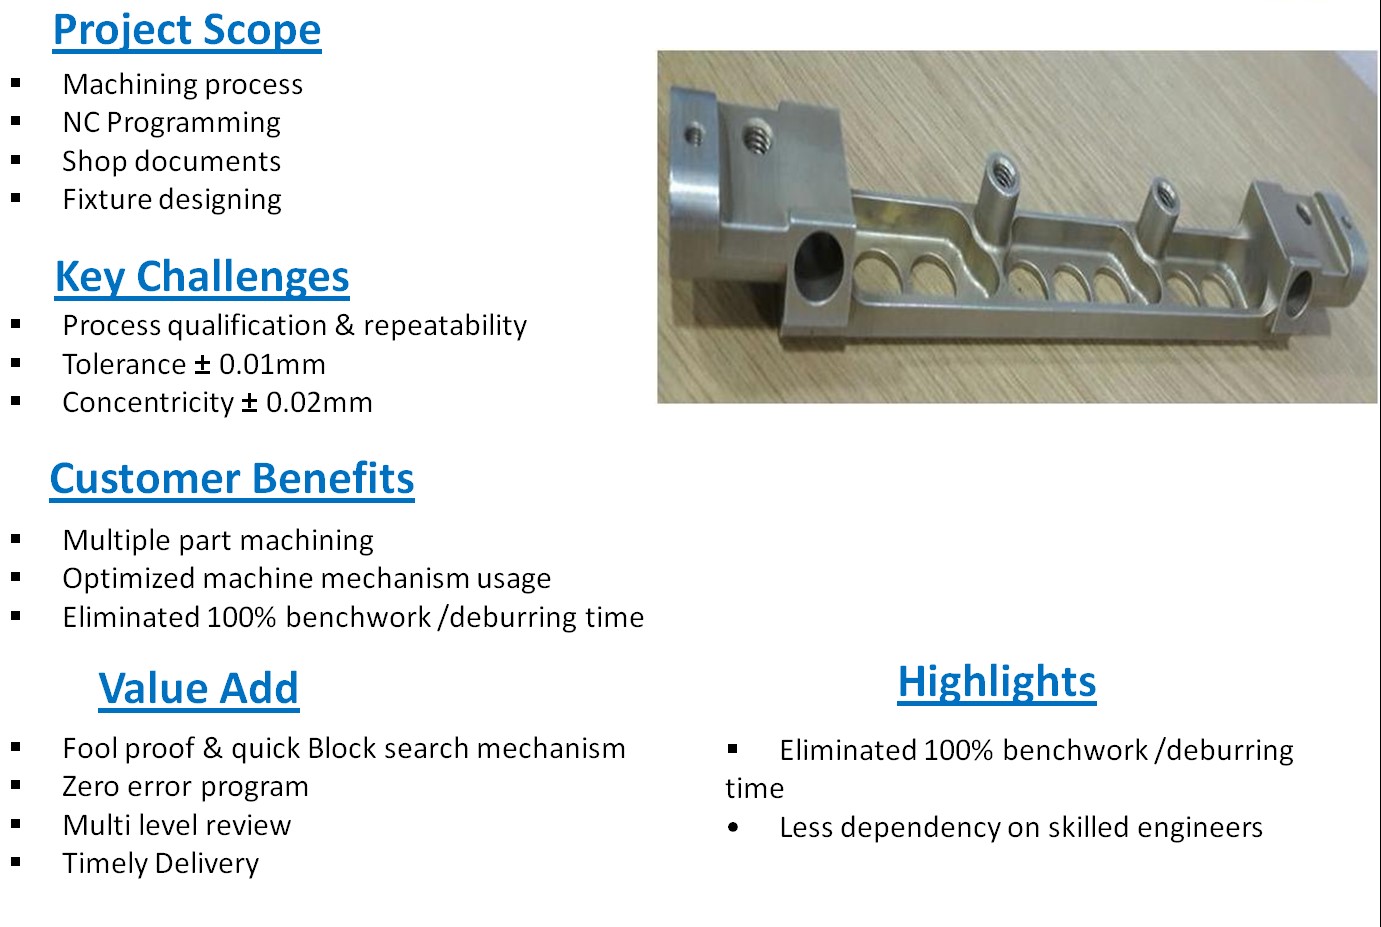 Project Scope
▪ Machining process
▪ NC Programming
▪ Shop documents
▪ Fixture designing
Key Challenges
▪ Process qualification & repeatability
▪ Tolerance ± 0.01mm
▪ Concentricity ± 0.02mm
Customer Benefits
▪ Multiple part machining
▪ Optimized machine mechanism usage
▪ Eliminated 100% benchwork /deburring time
Value Add
▪ Fool proof & quick Block search mechanism
▪ Zero error program
▪ Multi level review
▪ Timely Delivery
Highlights
▪ Eliminated 100% benchwork /deburring
time
• Less dependency on skilled engineers